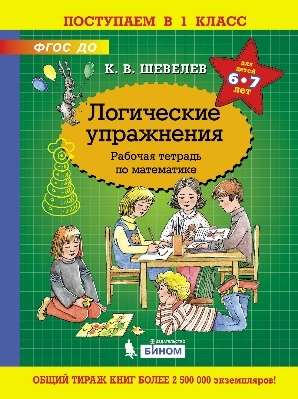 ПОСТУПАЕМ В 1 КЛАСС
ФГОС ДО
К. В. ШЕВЕЛЕВ
для детей
6•7
лет
Логические
упражнения
Рабочая тетрадь
по математике
издательство
БИНОМ
ОБЩИЙ ТИРАЖ КНИГ БОЛЕЕ 2 500 000 экземпляров!